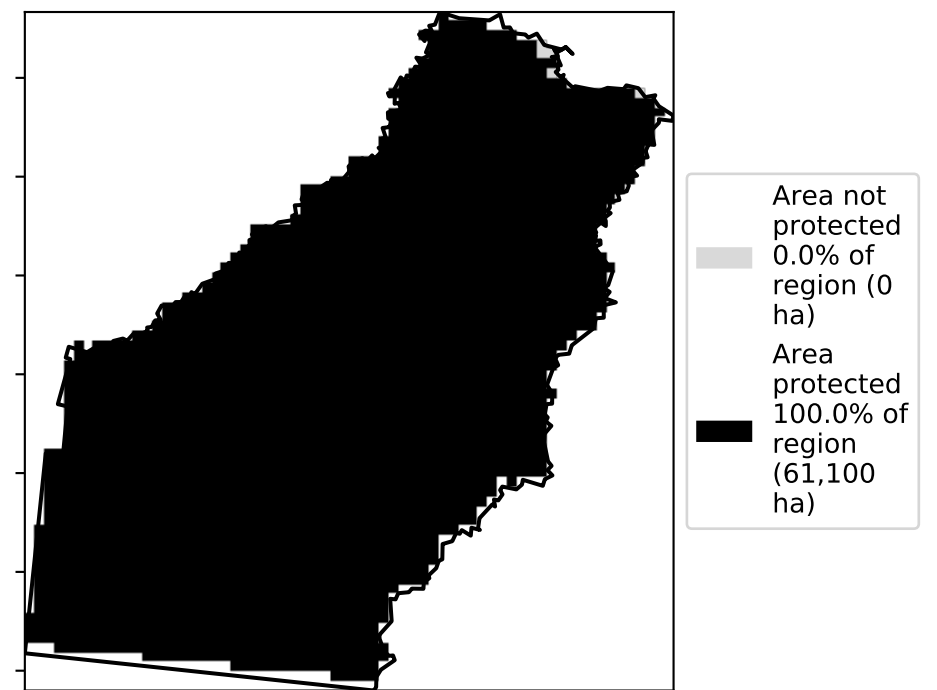 Area not
protected
0.0% of
region (0
ha)
Area
protected
100.0% of
region
(61,100
ha)